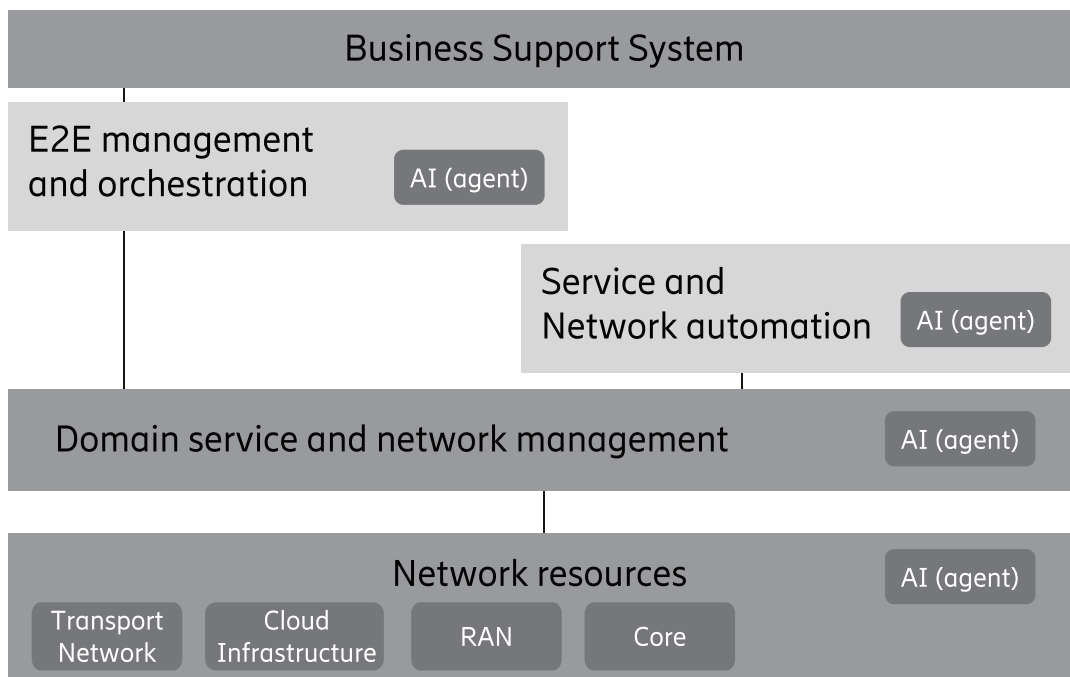 Business Support System
E2E management
and orchestration
AI (agent)
Service and
Network automation
AI (agent)
Domain service and network management
AI (agent)
Network resources
AI (agent)
Transport
Network
Cloud
Infrastructure
RAN
Core